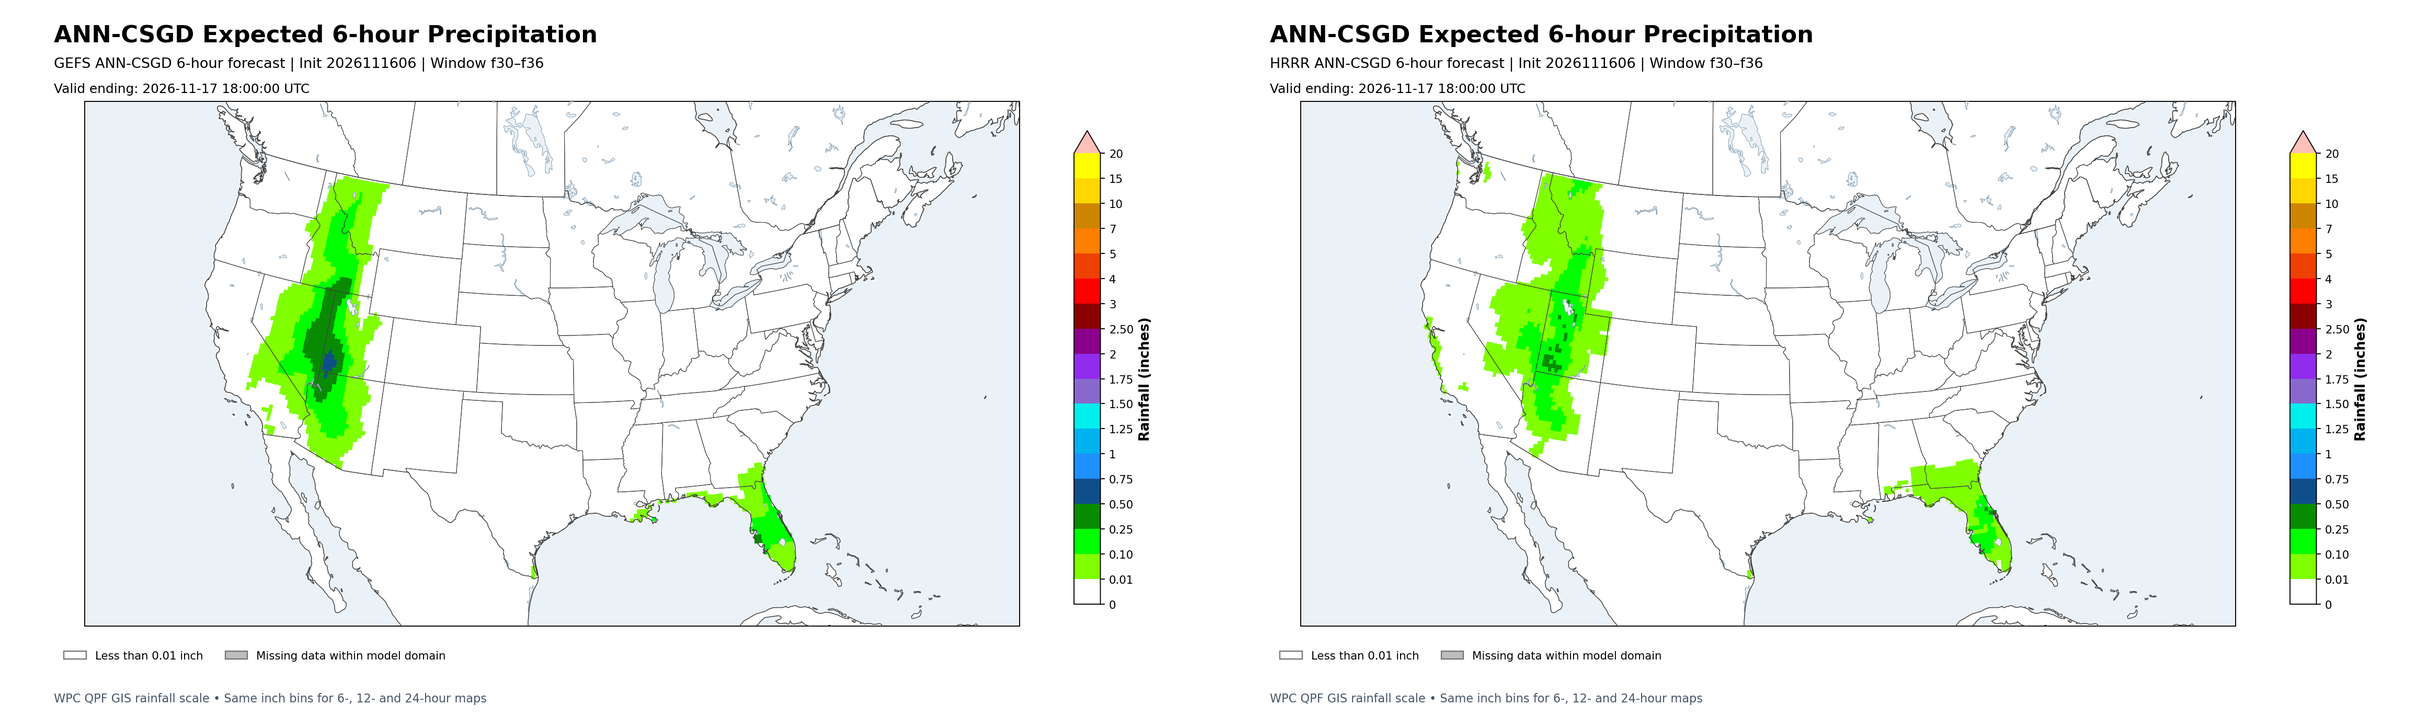 ANN-CSGD Expected 6-hour Precipitation
GEFS ANN-CSGD 6-hour forecast | Init 2026111606 | Window f30–f36
Valid ending: 2026-11-17 18:00:00 UTC
20
15
10
7
5
4
3
2.50
2
1.75
1.50
1.25
1
0.75
0.50
0.25
0.10
0.01
0
Rainfall (inches)
Less than 0.01 inch
Missing data within model domain
WPC QPF GIS rainfall scale • Same inch bins for 6-, 12- and 24-hour maps
ANN-CSGD Expected 6-hour Precipitation
HRRR ANN-CSGD 6-hour forecast | Init 2026111606 | Window f30–f36
Valid ending: 2026-11-17 18:00:00 UTC
20
15
10
7
5
4
3
2.50
2
1.75
1.50
1.25
1
0.75
0.50
0.25
0.10
0.01
0
Rainfall (inches)
Less than 0.01 inch
Missing data within model domain
WPC QPF GIS rainfall scale • Same inch bins for 6-, 12- and 24-hour maps